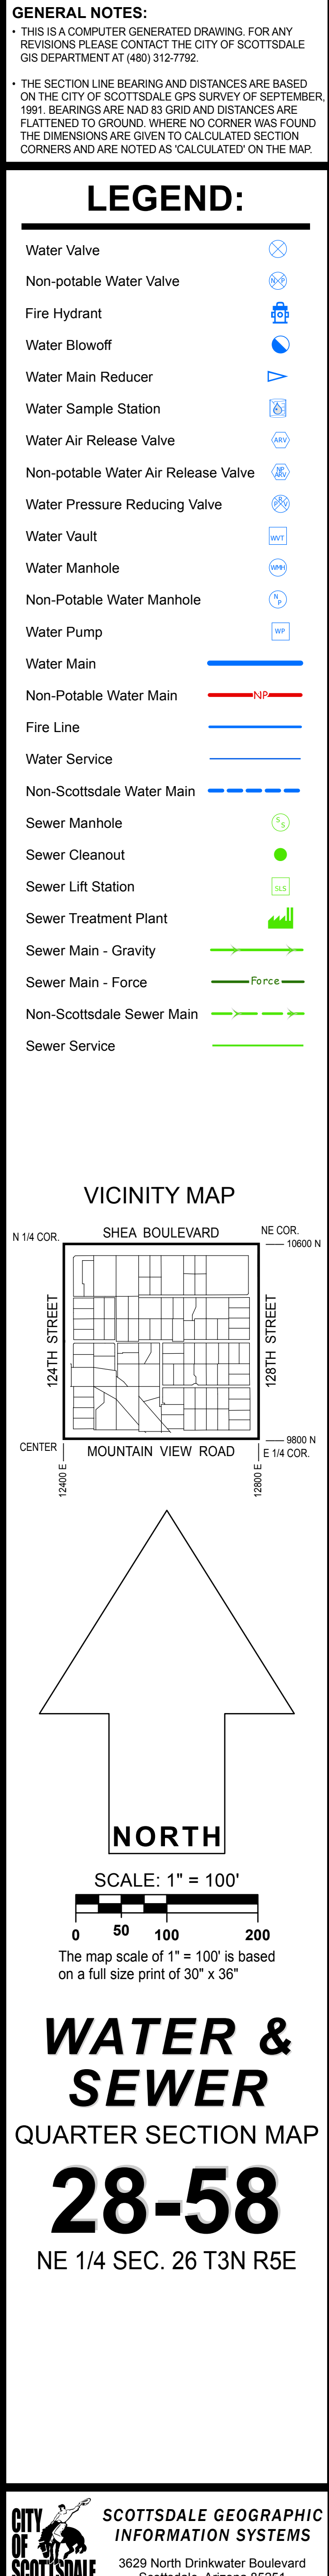 GENERAL NOTES:
• THIS IS A COMPUTER GENERATED DRAWING. FOR ANY
REVISIONS PLEASE CONTACT THE CITY OF SCOTTSDALE
GIS DEPARTMENT AT (480) 312-7792.
• THE SECTION LINE BEARING AND DISTANCES ARE BASED
ON THE CITY OF SCOTTSDALE GPS SURVEY OF SEPTEMBER,
1991. BEARINGS ARE NAD 83 GRID AND DISTANCES ARE
FLATTENED TO GROUND. WHERE NO CORNER WAS FOUND
THE DIMENSIONS ARE GIVEN TO CALCULATED SECTION
CORNERS AND ARE NOTED AS 'CALCULATED' ON THE MAP.
LEGEND:
Water Valve
Non-potable Water Valve N P
Fire Hydrant
Water Blowoff
Water Main Reducer
Water Sample Station
Water Air Release Valve ARV
Non-potable Water Air Release Valve NP ARV
Water Pressure Reducing Valve P R V
Water Vault WVT
Water Manhole WMH
Non-Potable Water Manhole N P
Water Pump WP
Water Main
Non-Potable Water Main NP
Fire Line
Water Service
Non-Scottsdale Water Main
Sewer Manhole S S
Sewer Cleanout
Sewer Lift Station SLS
Sewer Treatment Plant
Sewer Main - Gravity
Sewer Main - Force Force
Non-Scottsdale Sewer Main
Sewer Service
VICINITY MAP
N 1/4 COR.
SHEA BOULEVARD
NE COR.
10600 N
124TH STREET
128TH STREET
CENTER
MOUNTAIN VIEW ROAD
9800 N
E 1/4 COR.
12400 E
12800 E
NORTH
SCALE: 1" = 100'
0 50 100 200
The map scale of 1" = 100' is based
on a full size print of 30" x 36"
WATER &
SEWER
QUARTER SECTION MAP
28-58
NE 1/4 SEC. 26 T3N R5E
CITY
OF
SCOTTSDALE
SCOTTSDALE GEOGRAPHIC
INFORMATION SYSTEMS
3629 North Drinkwater Boulevard
Scottsdale, Arizona 85251